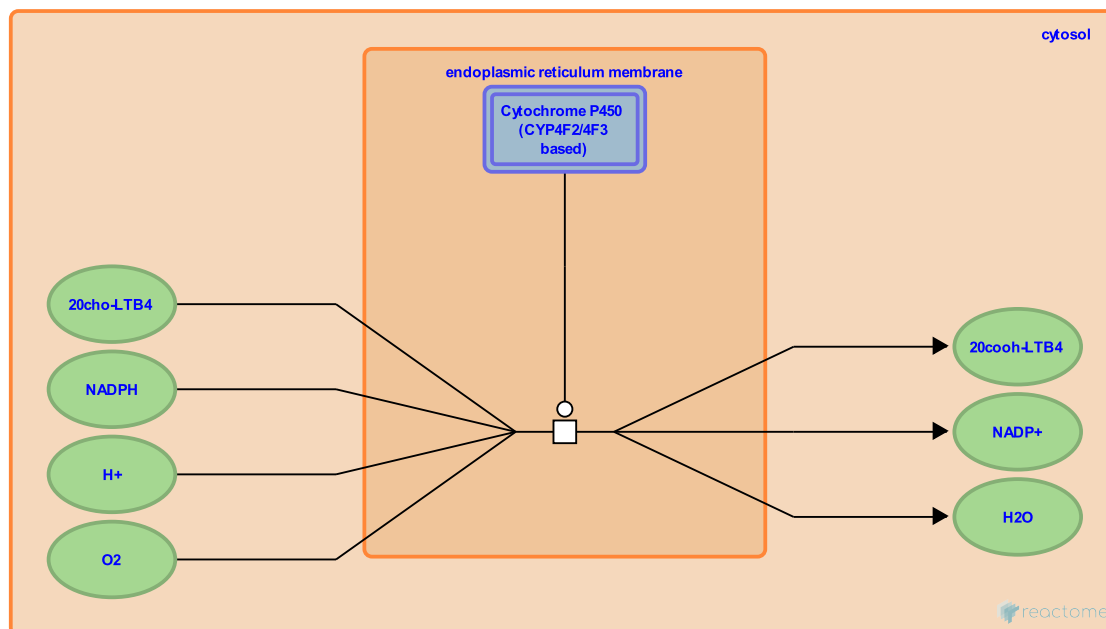 cytosol
endoplasmic reticulum membrane
Cytochrome P450
(CYP4F2/4F3
based)
20cho-LTB4
NADPH
H+
O2
20cooh-LTB4
NADP+
H2O
reactome